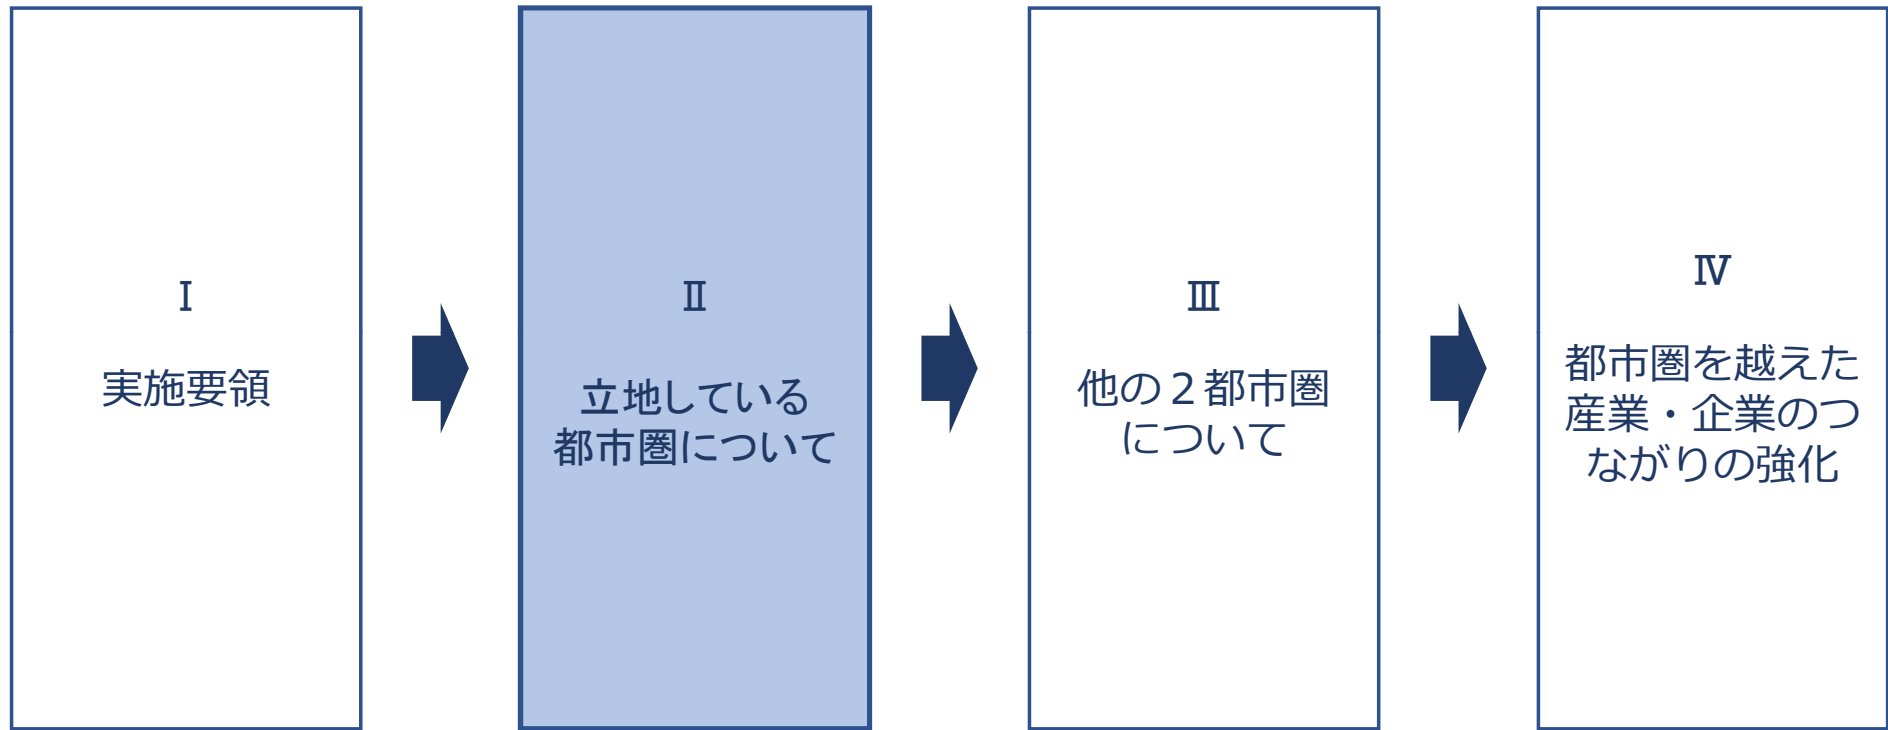 Ⅰ
実施要領
Ⅱ
立地している
都市圏について
Ⅲ
他の２都市圏
について
Ⅳ
都市圏を越えた
産業・企業のつ
ながりの強化